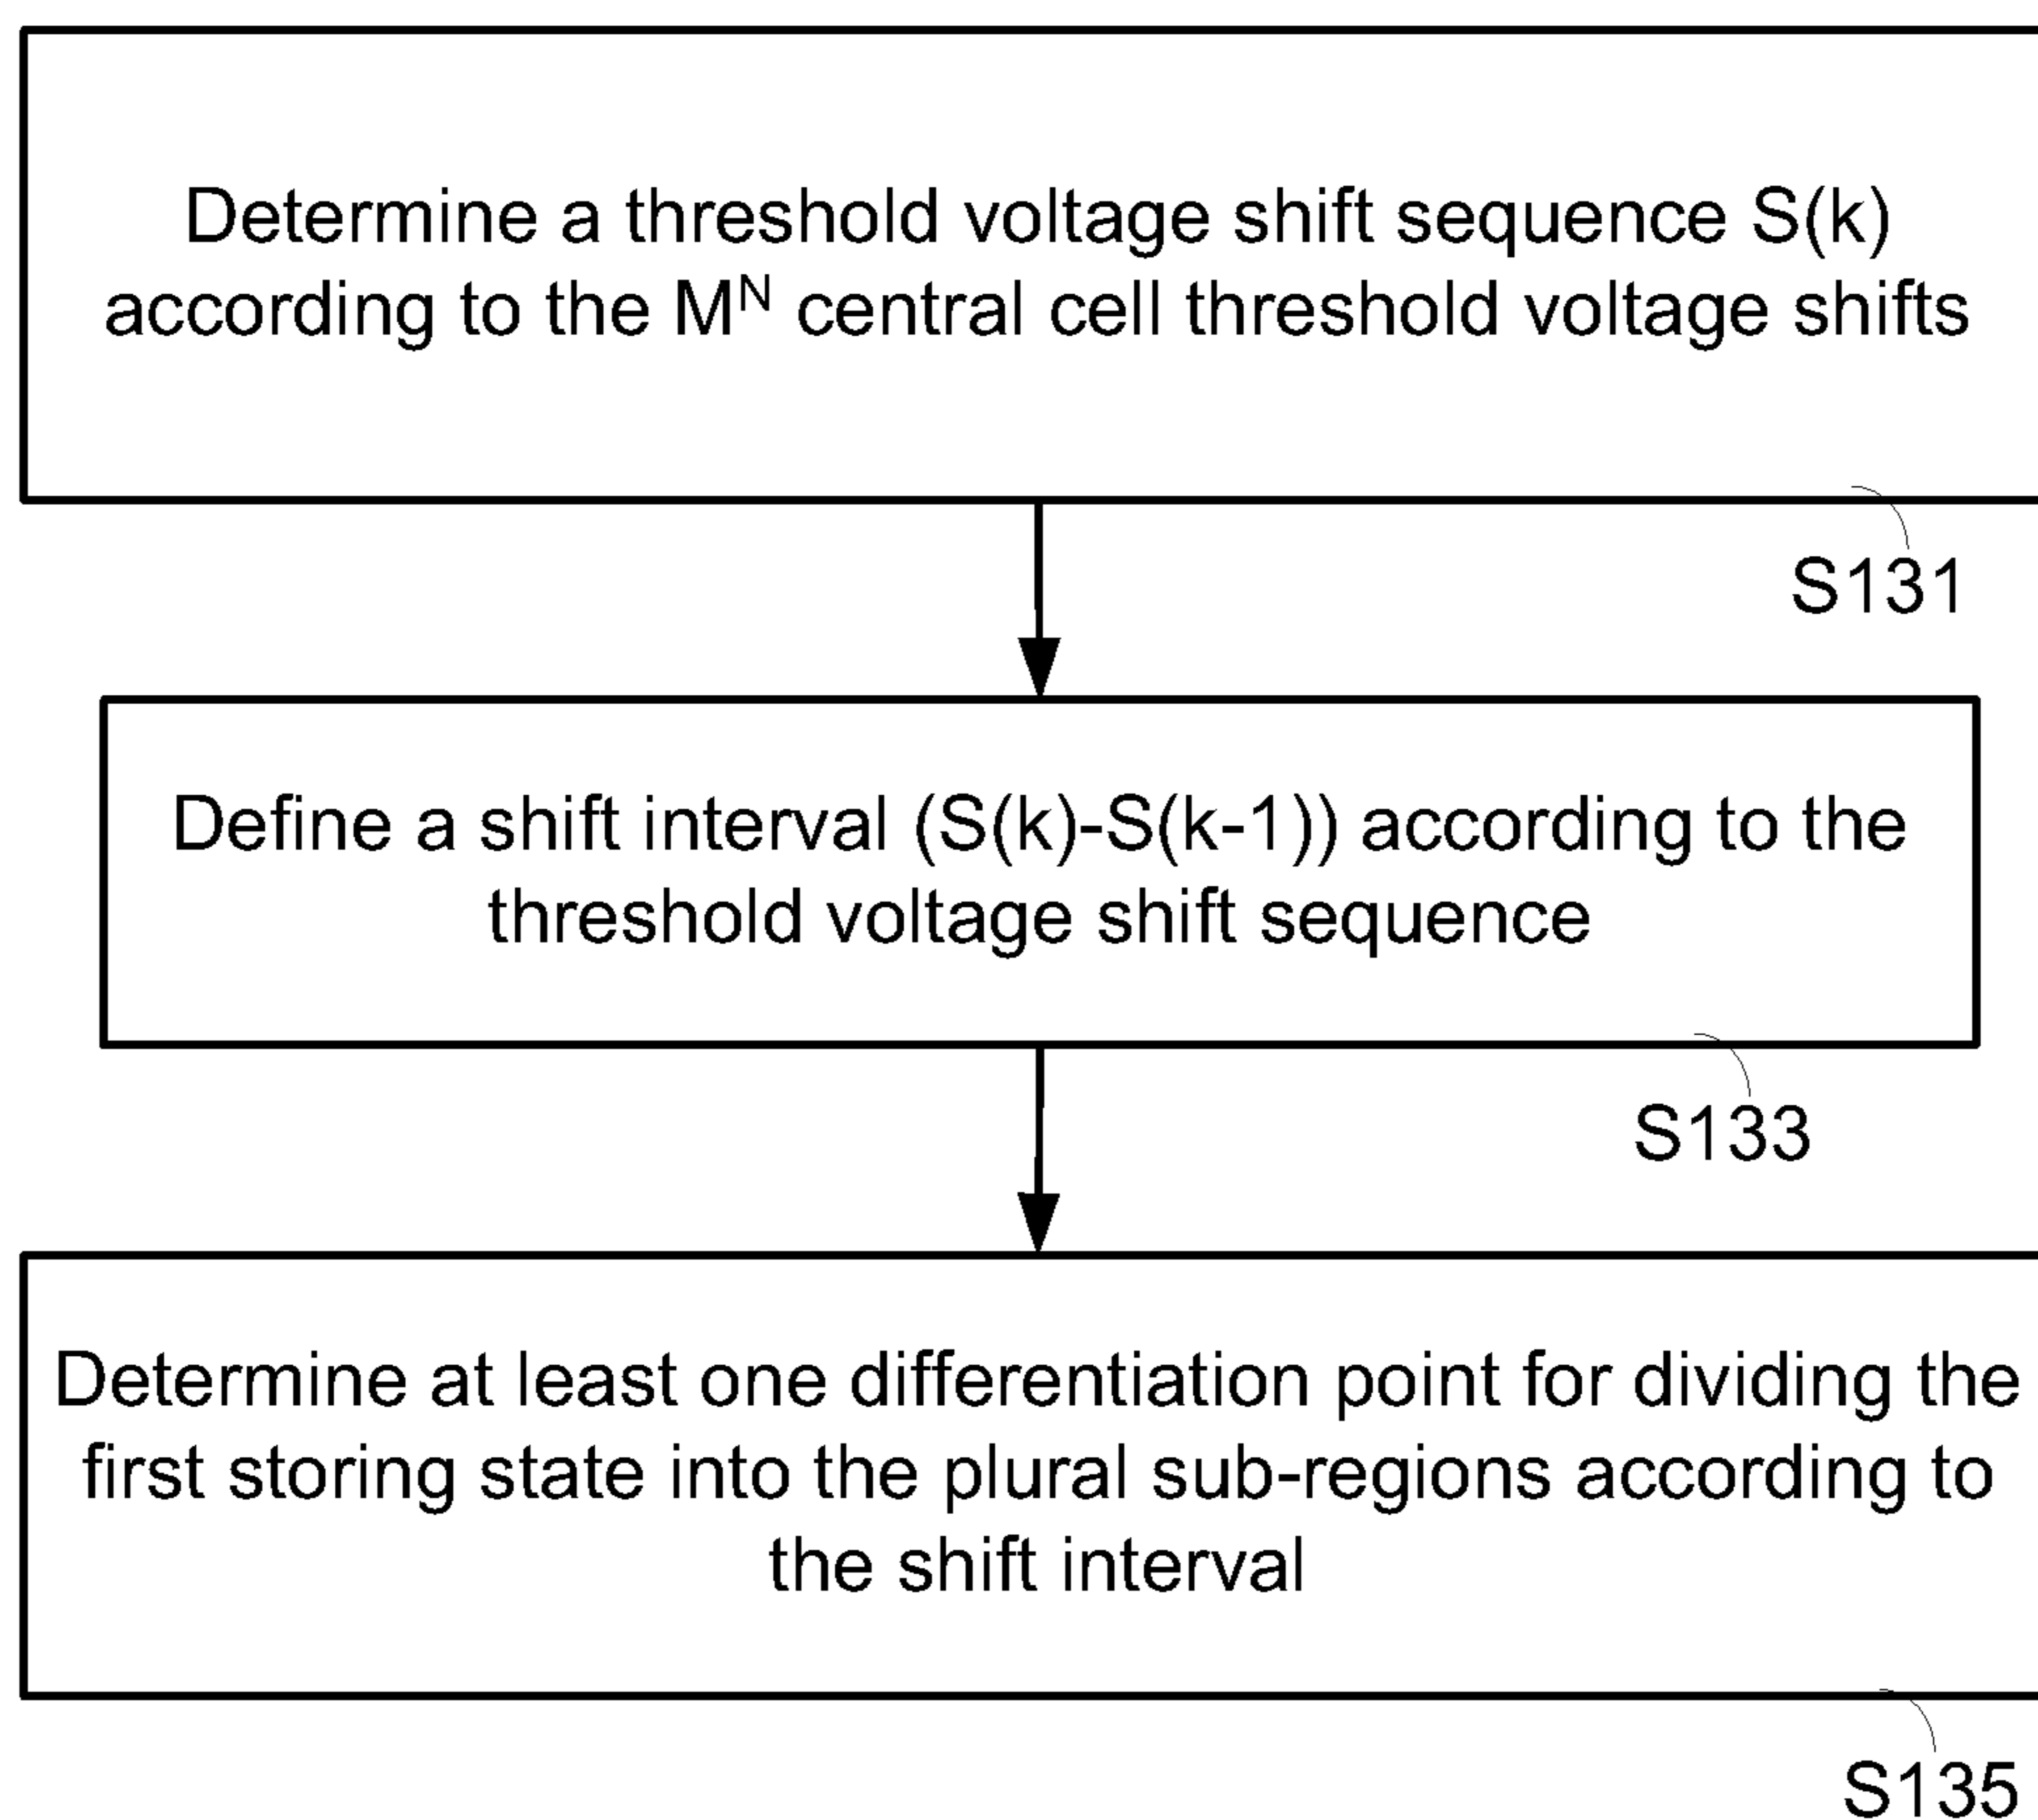 Determine a threshold voltage shift sequence S(k)
according to the Mᴺ central cell threshold voltage shifts
S131
Define a shift interval (S(k)-S(k-1)) according to the
threshold voltage shift sequence
S133
Determine at least one differentiation point for dividing the
first storing state into the plural sub-regions according to
the shift interval
S135